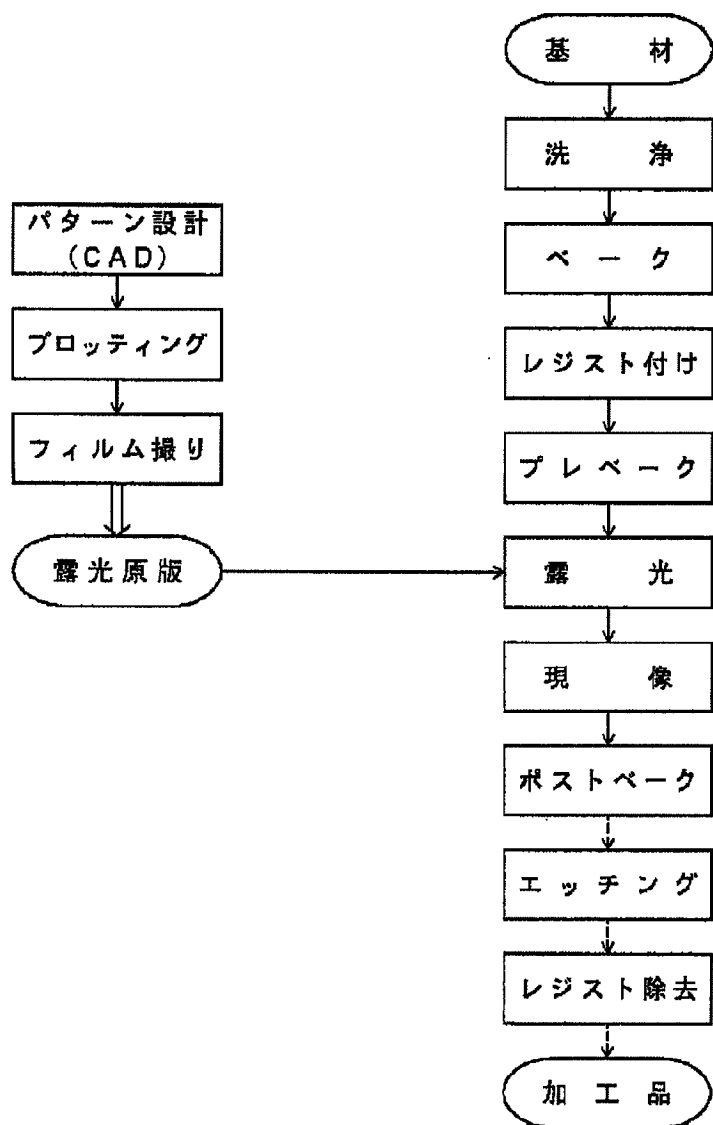 パターン設計
(CAD)
プロッティング
フィルム撮り
露光原版
基材
洗浄
ベーク
レジスト付け
プレベーク
露光
現像
ポストベーク
エッチング
レジスト除去
加工品